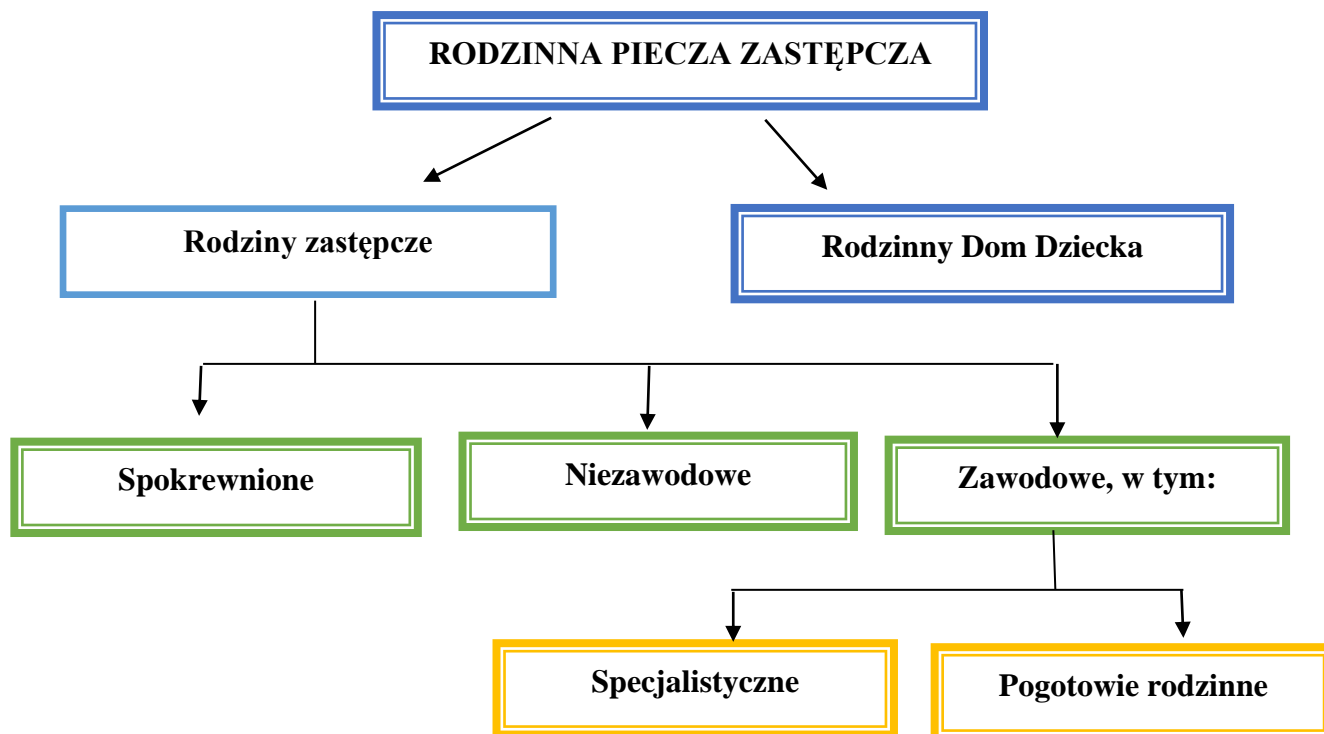 RODZINNA PIECZA ZASTĘPCZA
Rodziny zastępcze
Rodzinny Dom Dziecka
Spokrewnione
Niezawodowe
Zawodowe, w tym:
Specjalistyczne
Pogotowie rodzinne